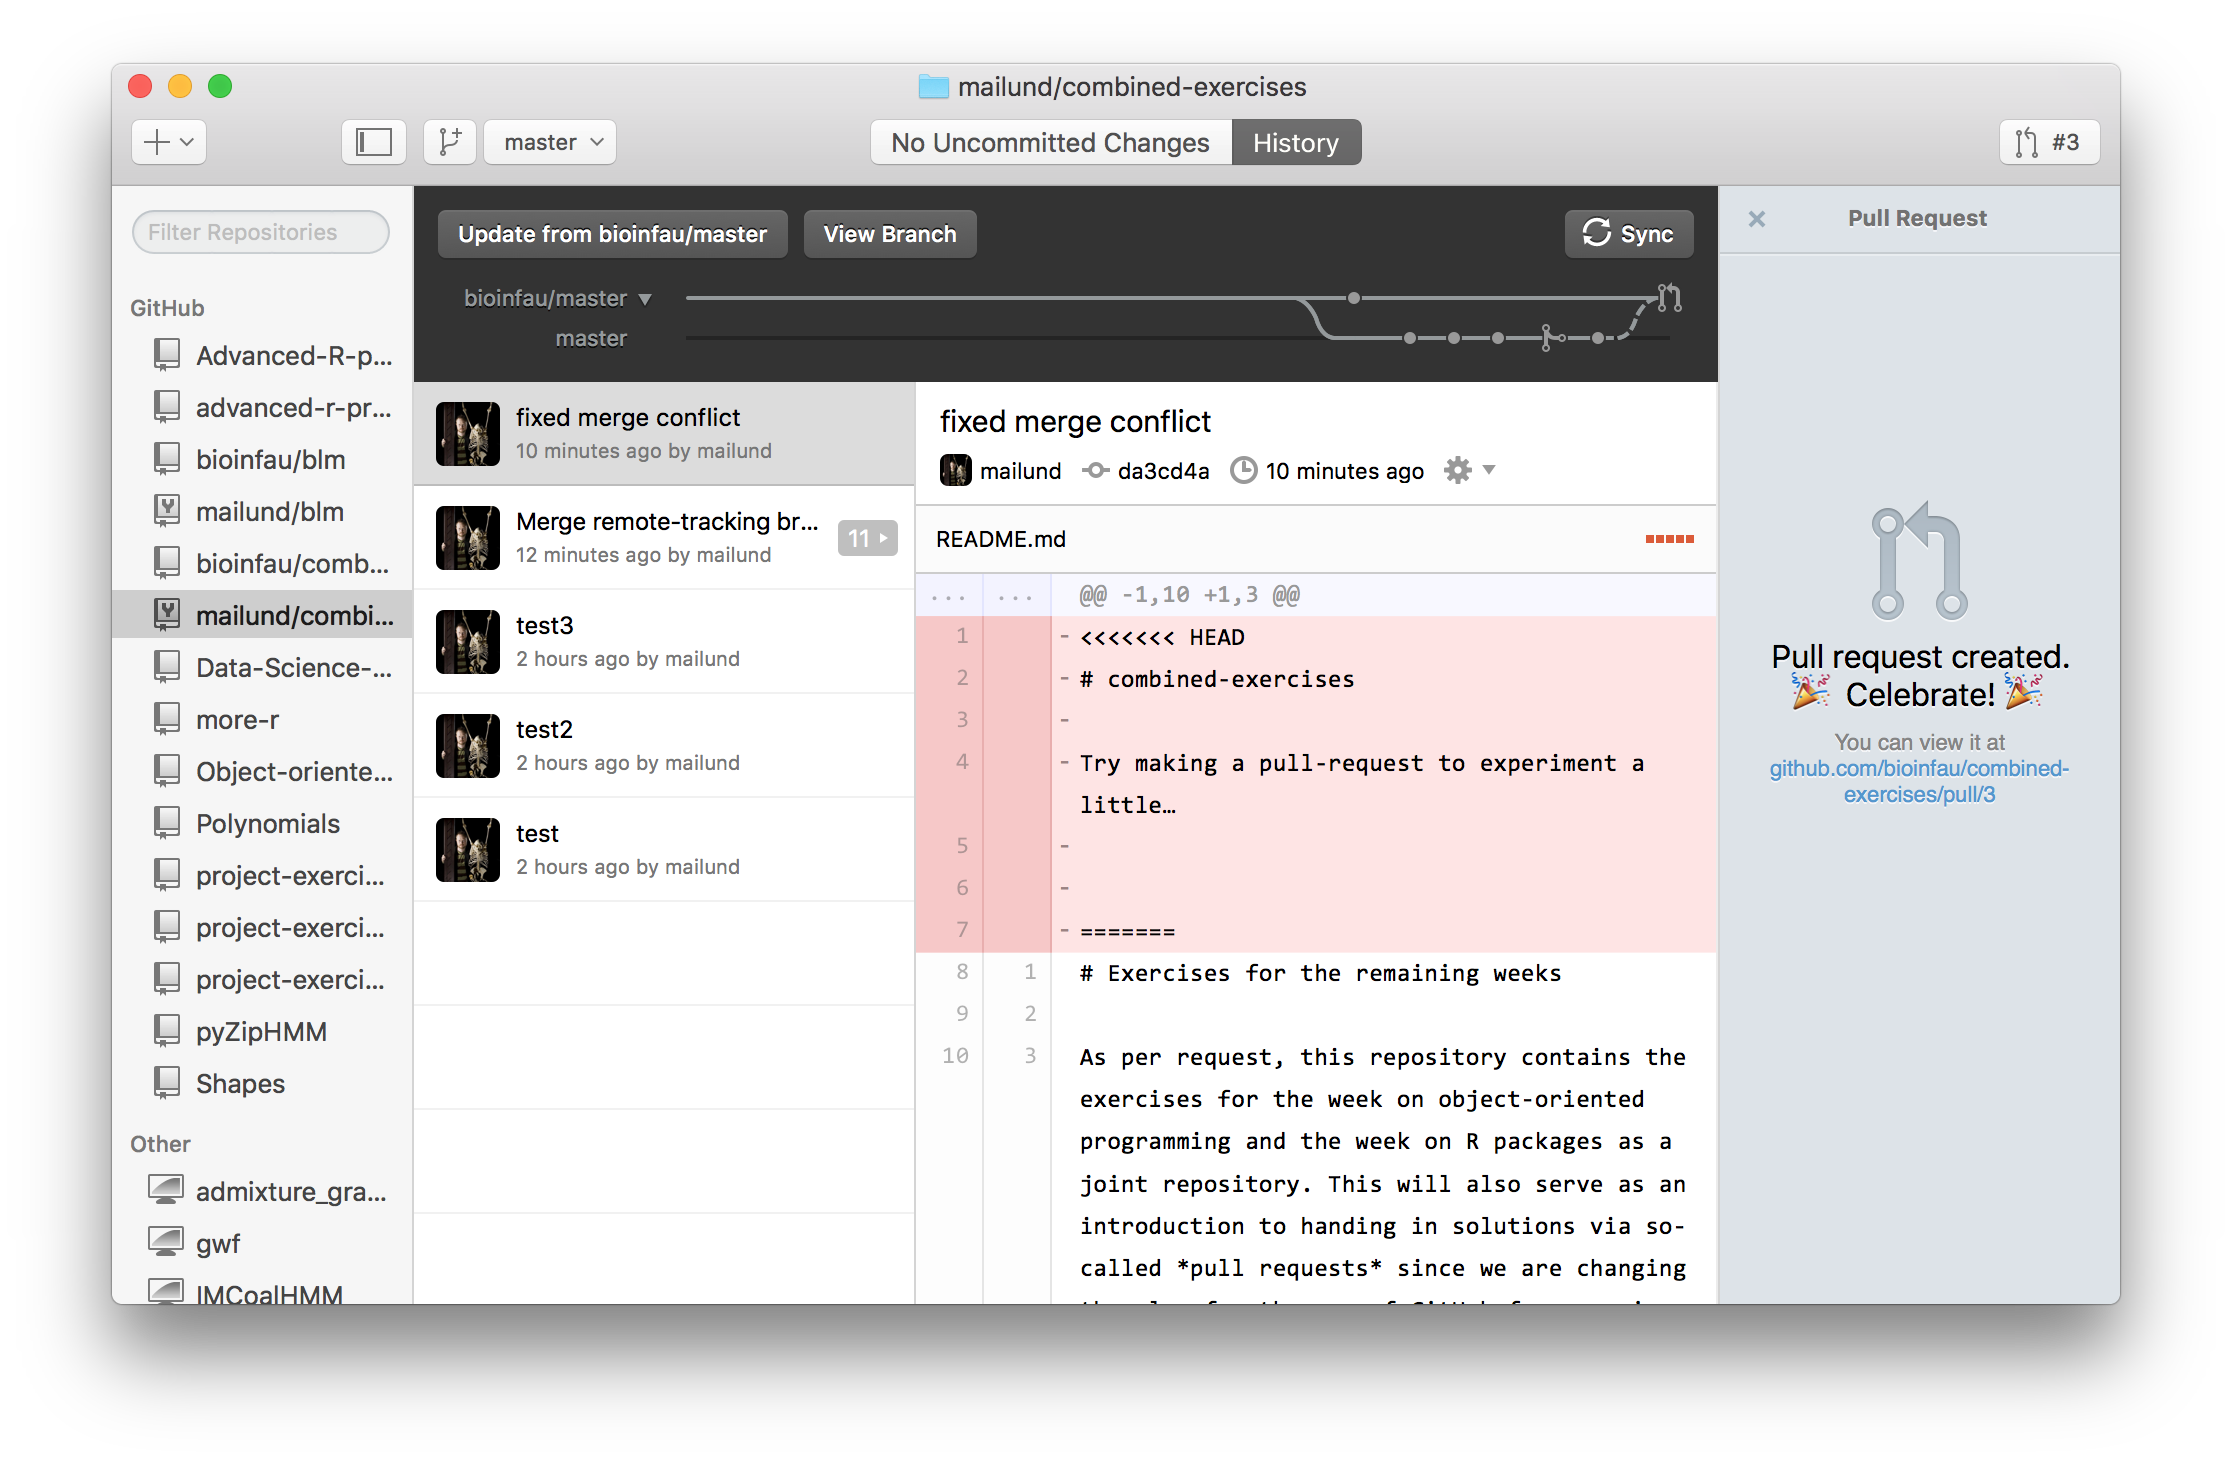 mailund/combined-exercises
master
No Uncommitted Changes
History
#3
Filter Repositories
GitHub
Advanced-R-p...
advanced-r-pr...
bioinfau/blm
mailund/blm
bioinfau/comb...
mailund/combi...
Data-Science-...
more-r
Object-oriente...
Polynomials
project-exerci...
project-exerci...
project-exerci...
pyZipHMM
Shapes
Other
admixture_gra...
gwf
IMCoalHMM
Update from bioinfau/master
View Branch
Sync
bioinfau/master
master
fixed merge conflict
10 minutes ago by mailund
Merge remote-tracking br...
12 minutes ago by mailund
11
test3
2 hours ago by mailund
test2
2 hours ago by mailund
test
2 hours ago by mailund
fixed merge conflict
mailund da3cd4a 10 minutes ago
README.md
... ... @@ -1,10 +1,3 @@
1 - <<<<<<< HEAD
2 - # combined-exercises
3 -
4 - Try making a pull-request to experiment a
little…
5 -
6 -
7 - =======
8 1 # Exercises for the remaining weeks
9 2
10 3 As per request, this repository contains the
exercises for the week on object-oriented
programming and the week on R packages as a
joint repository. This will also serve as an
introduction to handing in solutions via so-
called *pull requests* since we are changing
Pull Request
Pull request created.
🎉 Celebrate! 🎉
You can view it at
github.com/bioinfau/combined-
exercises/pull/3